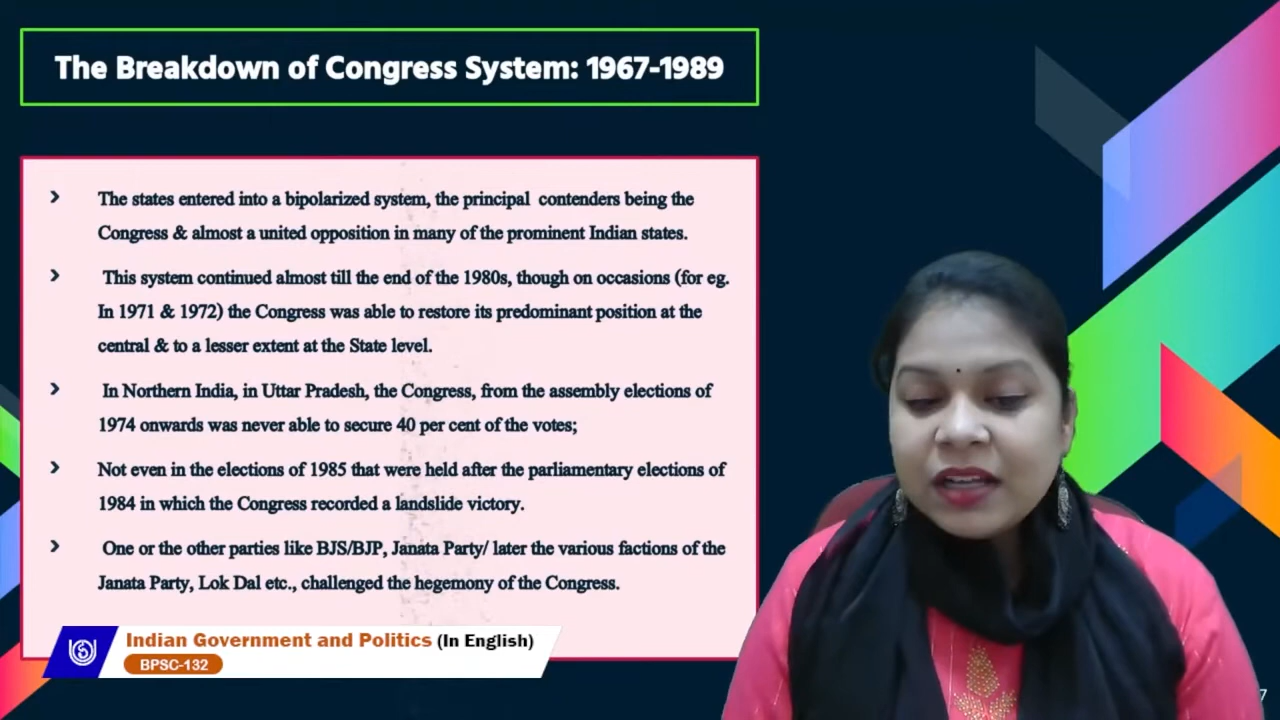 The Breakdown of Congress System: 1967-1989
The states entered into a bipolarized system, the principal contenders being the
Congress & almost a united opposition in many of the prominent Indian states.
This system continued almost till the end of the 1980s, though on occasions (for eg.
In 1971 & 1972) the Congress was able to restore its predominant position at the
central & to a lesser extent at the State level.
In Northern India, in Uttar Pradesh, the Congress, from the assembly elections of
1974 onwards was never able to secure 40 per cent of the votes;
Not even in the elections of 1985 that were held after the parliamentary elections of
1984 in which the Congress recorded a landslide victory.
One or the other parties like BJS/BJP, Janata Party/ later the various factions of the
Janata Party, Lok Dal etc., challenged the hegemony of the Congress.
Indian Government and Politics (In English)
BPSC-132
7